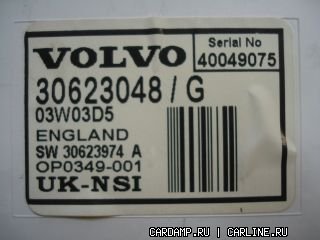 VOLVO
Serial No
40049075
30623048 / G
03W03D5
ENGLAND
SW 30623974 A
OP0349-001
UK-NSI
CARDAMP.RU | CARLINE.RU